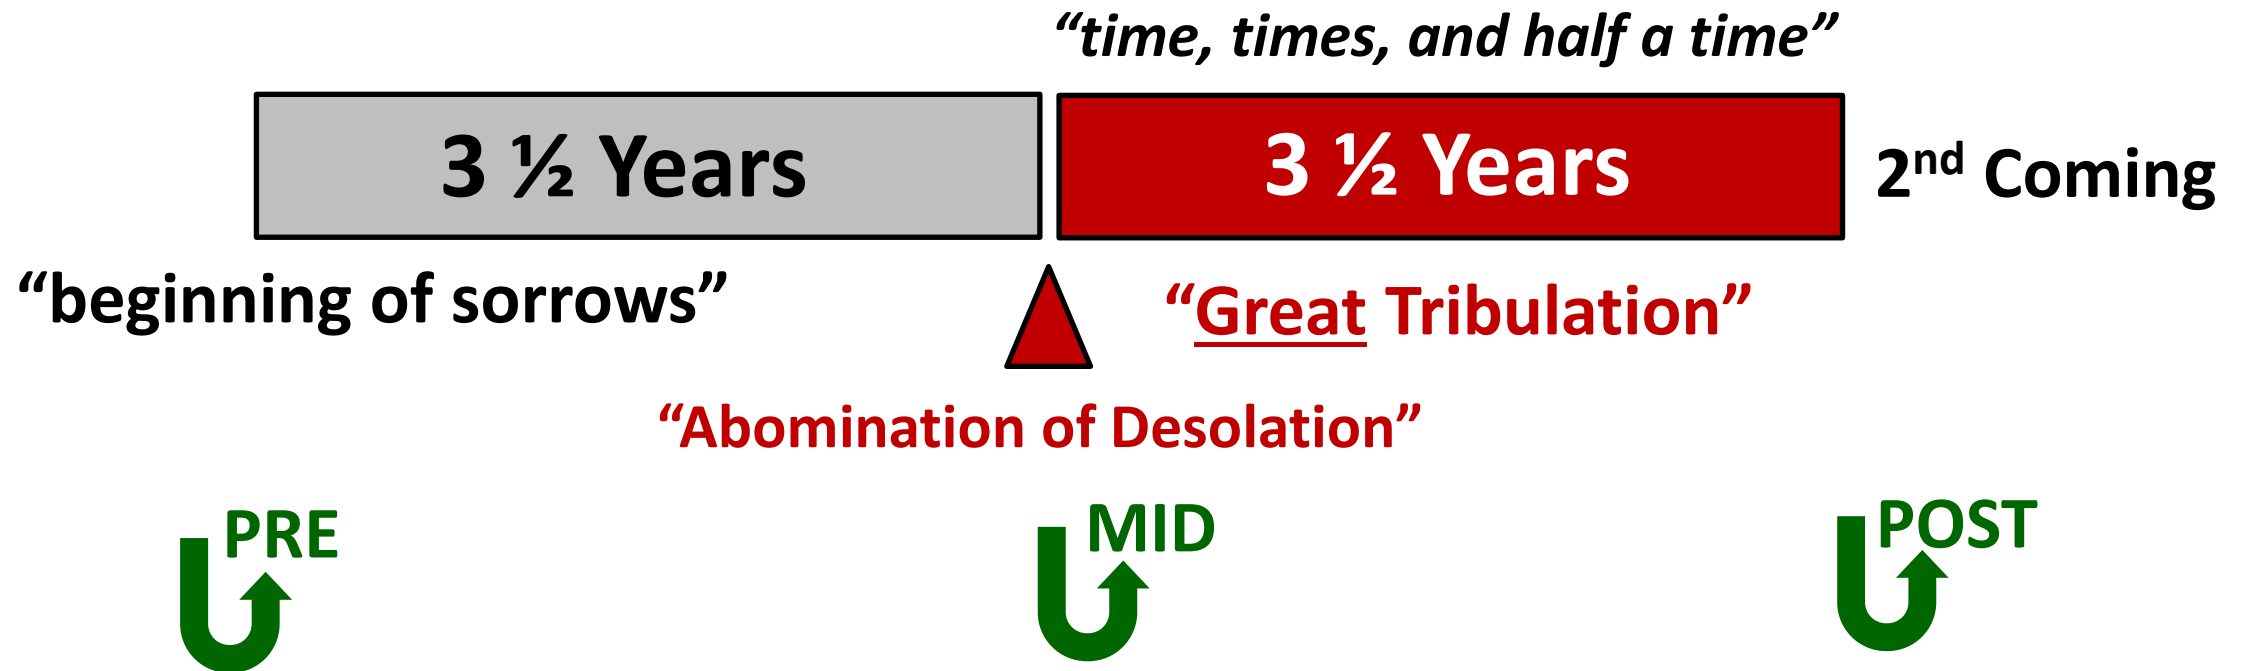 “time, times, and half a time”
3 ½ Years
3 ½ Years
2nd Coming
“beginning of sorrows”
“Great Tribulation”
“Abomination of Desolation”
PRE
MID
POST